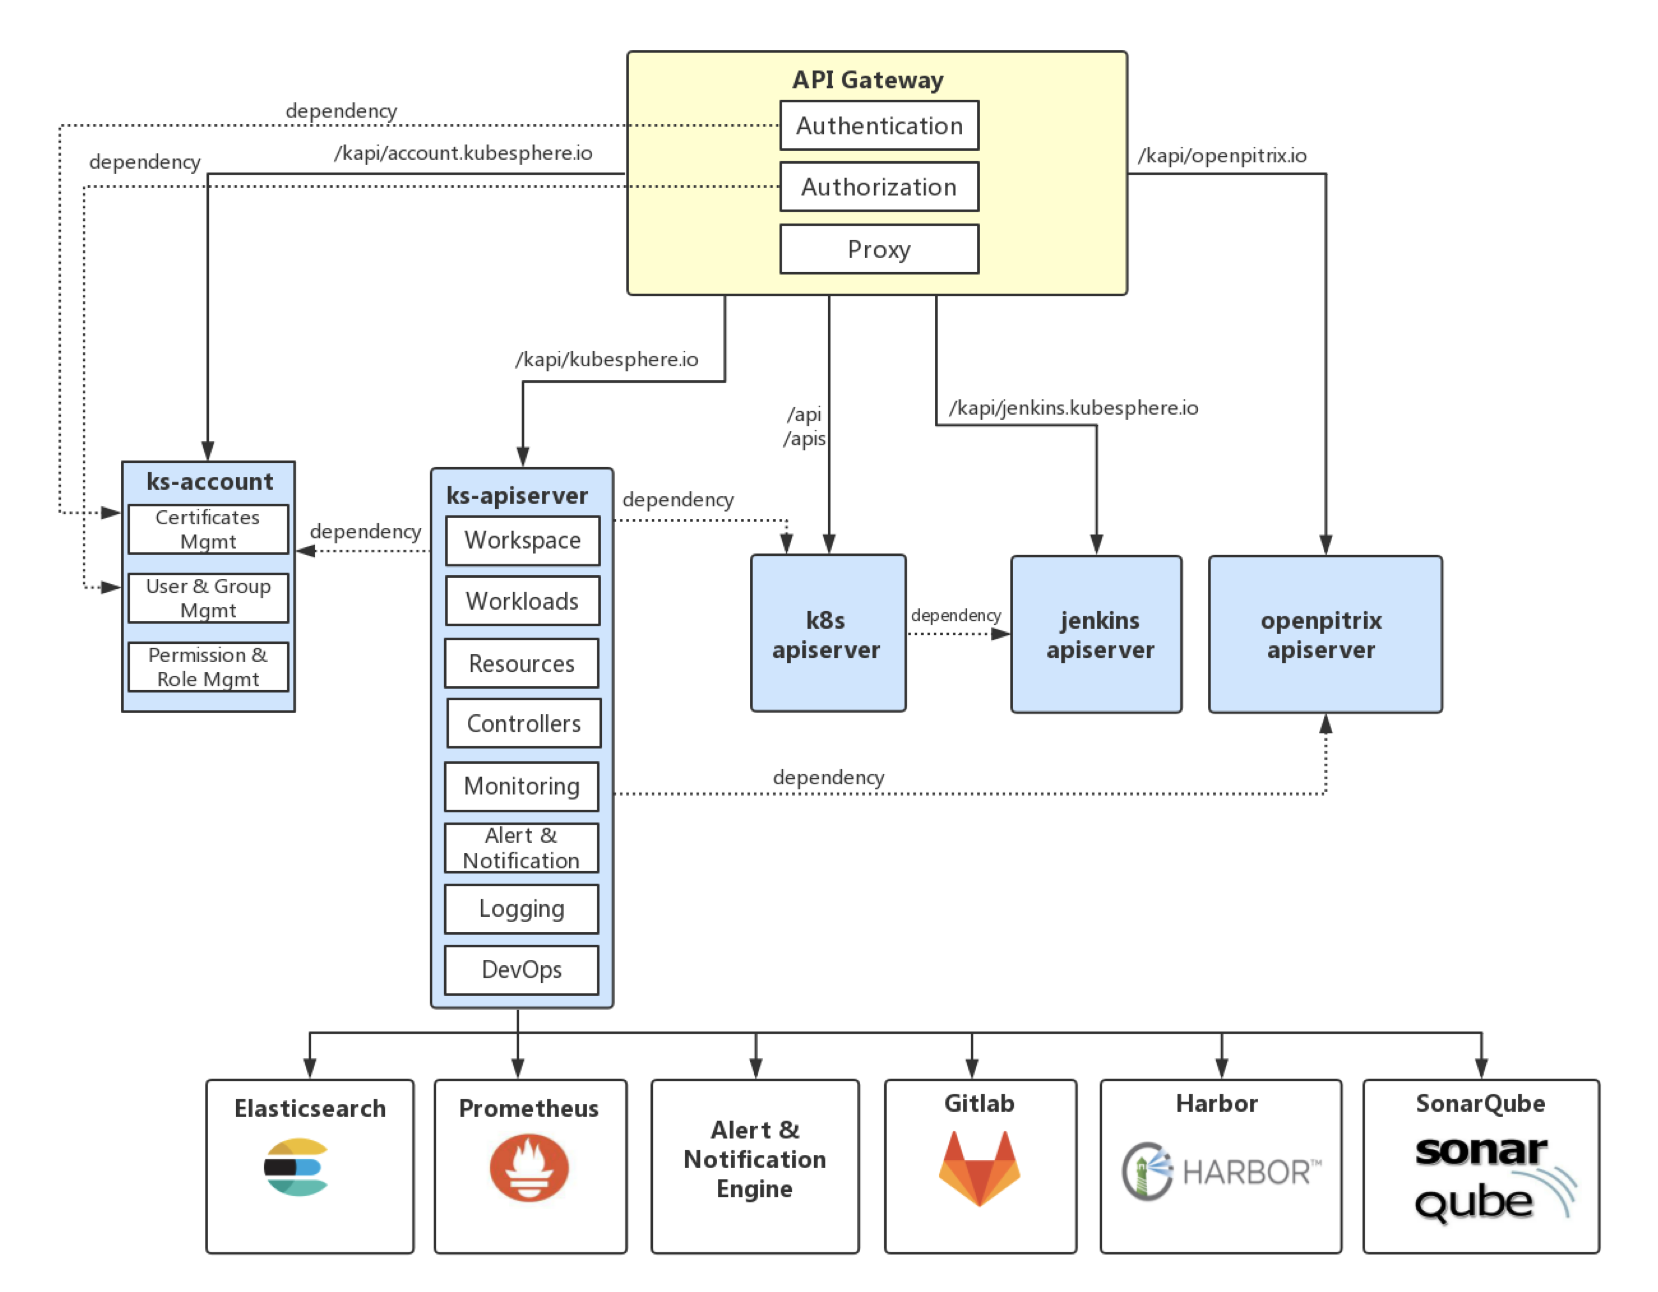 API Gateway
Authentication
Authorization
Proxy
dependency
dependency
/kapi/account.kubesphere.io
/kapi/openpitrix.io
/kapi/kubesphere.io
/api
/apis
/kapi/jenkins.kubesphere.io
ks-account
Certificates
Mgmt
User & Group
Mgmt
Permission &
Role Mgmt
dependency
ks-apiserver
Workspace
Workloads
Resources
Controllers
Monitoring
Alert &
Notification
Logging
DevOps
dependency
k8s
apiserver
dependency
jenkins
apiserver
openpitrix
apiserver
dependency
Elasticsearch
Prometheus
Alert &
Notification
Engine
Gitlab
Harbor
HARBOR™
SonarQube
sonar
qube